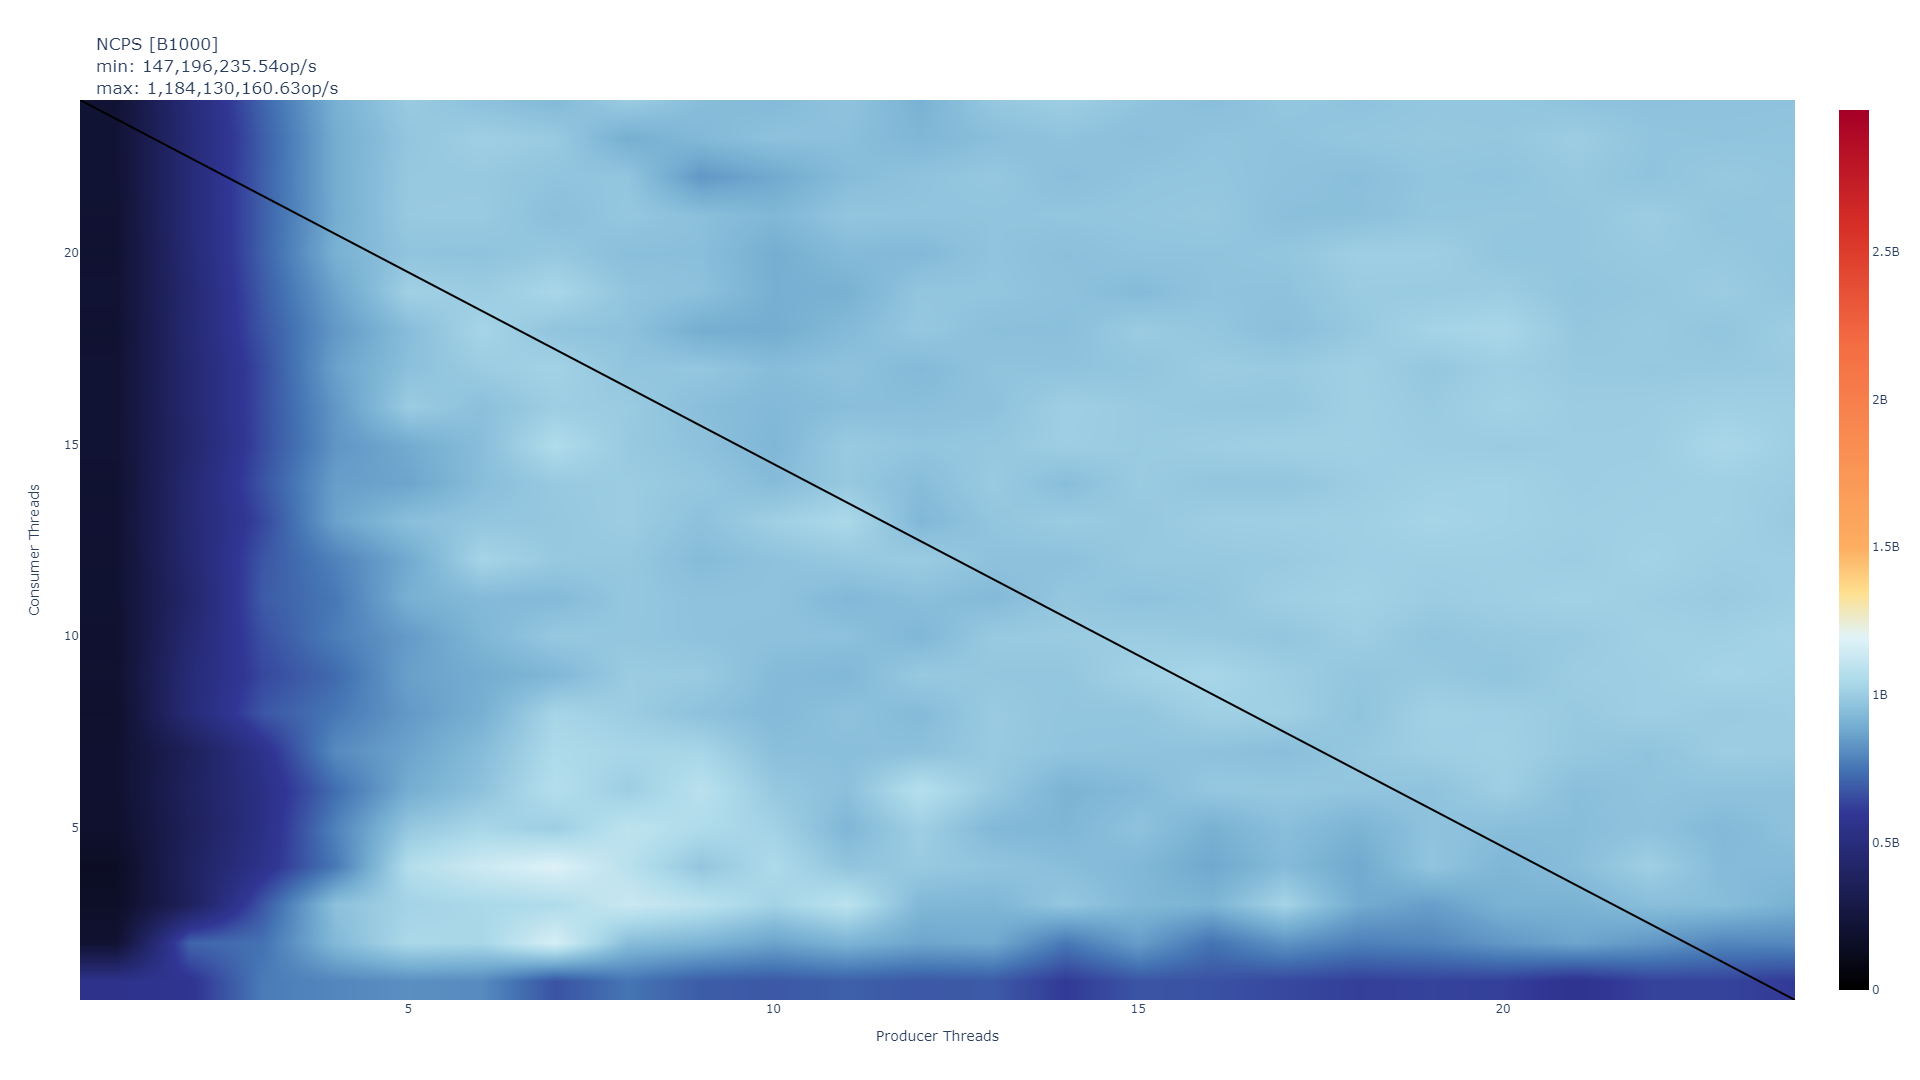 NCPS [B1000]
min: 147,196,235.54op/s
max: 1,184,130,160.63op/s
20
15
10
5
Consumer Threads
5
10
15
20
Producer Threads
2.5B
2B
1.5B
1B
0.5B
0